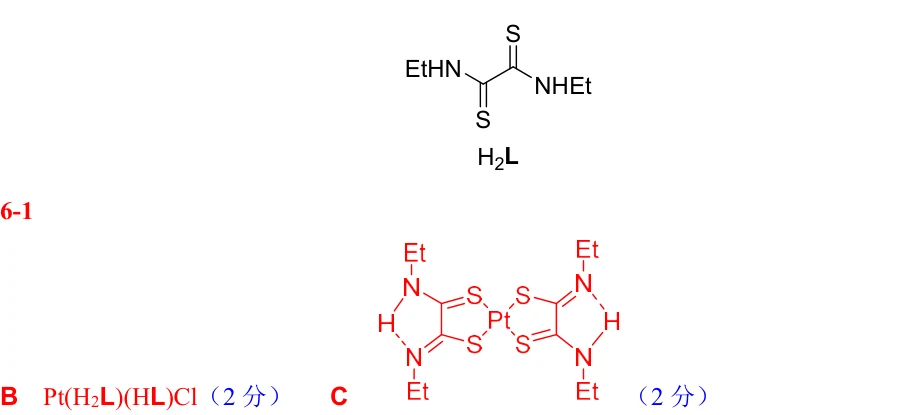 S
EtHN
NHEt
S
H₂L
6-1
Et Et
N N
S S
H Pt H
S S
N N
Et Et
B Pt(H₂L)(HL)Cl（2 分） C （2 分）